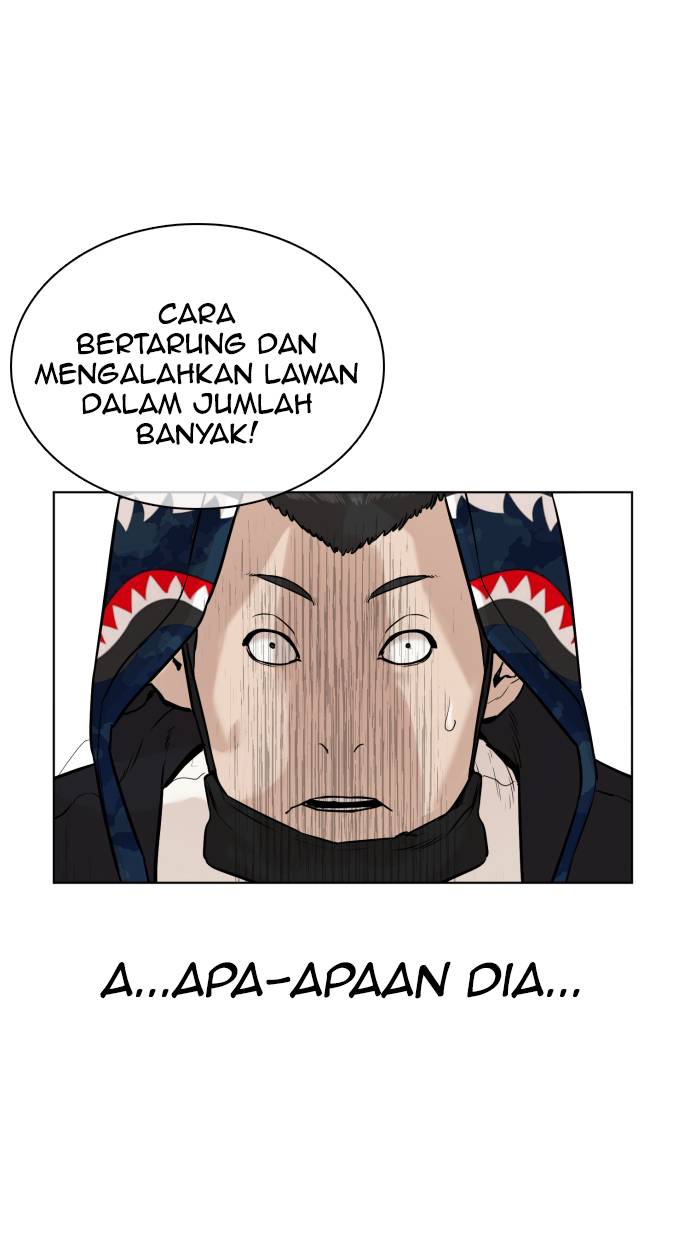 CARA
BERTARUNG DAN
MENGALAHKAN LAWAN
DALAM JUMLAH
BANYAK!
A...APA-APAAN DIA...